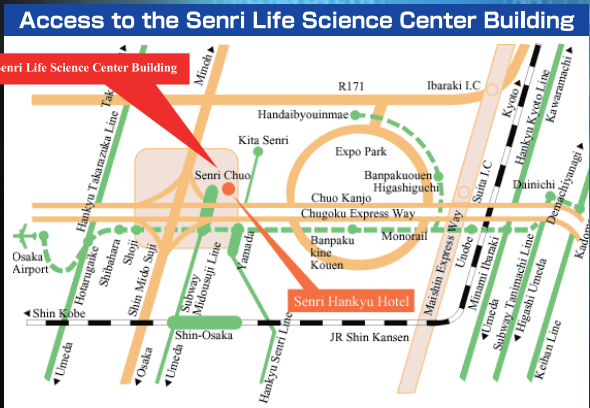 Access to the Senri Life Science Center Building
Senri Life Science Center Building
Minoh
R171
Ibaraki I.C
Kyoto
Hankyu Kyoto Line
Kawaramachi
Handaibyouinmae
Kita Senri
Expo Park
Hankyu Takarazuka Line
Senri Chuo
Banpakuouen
Higashiguchi
Suita I.C
Dainichi
Demachiyanagi
Chuo Kanjo
Chugoku Express Way
Osaka
Airport
Hotarugaike
Shibahara
Shoji
Shin Mido Suji
Subway
Midousuji Line
Yamada
Banpaku
kine
Kouen
Monorail
Maishin Express Way
Unobe
Minami Ibaraki
Subway Tanimachi Line
Higashi Umeda
Keihan Line
Senri Hankyu Hotel
Shin Kobe
Shin-Osaka
JR Shin Kansen
Hankyu Senri Line
Umeda
Osaka
Umeda
Umeda